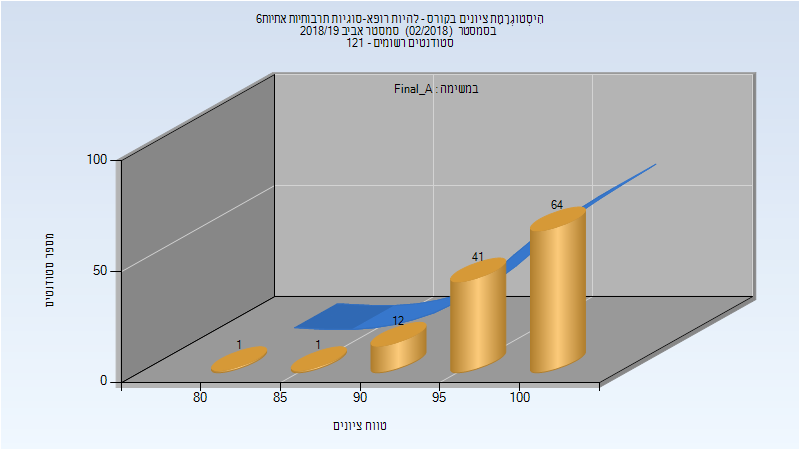 היסטוגרמת ציונים בקורס - להיות רופא-סוגיות תרבותיות אתיות6
בסמסטר (02/2018) סמסטר אביב 2018/19
סטודנטים רשומים - 121
במשימה : Final_A
100
50
0
מספר סטודנטים
1
1
12
41
64
80
85
90
95
100
טווח ציונים